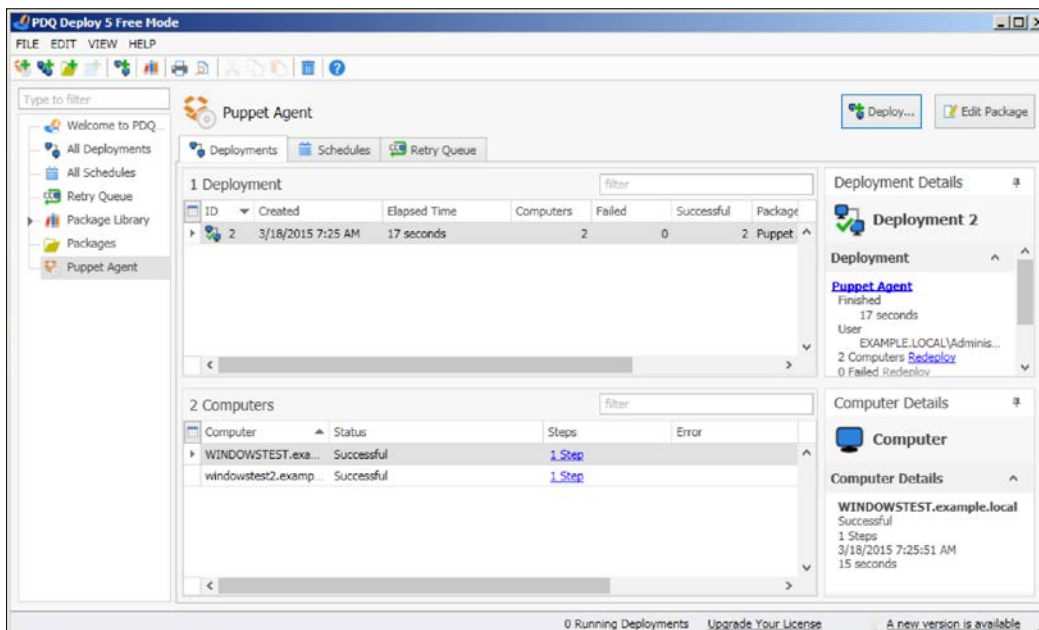 PDQ Deploy 5 Free Mode
FILE EDIT VIEW HELP
Type to filter
Welcome to PDQ...
All Deployments
All Schedules
Retry Queue
Package Library
Packages
Puppet Agent
Puppet Agent
Deploy...
Edit Package
Deployments
Schedules
Retry Queue
1 Deployment
filter
ID Created Elapsed Time Computers Failed Successful Package
2 3/18/2015 7:25 AM 17 seconds 2 0 2 Puppet
2 Computers
filter
Computer Status Steps Error
WINDOWSTEST.exa... Successful 1 Step
windowstest2.examp... Successful 1 Step
Deployment Details
Deployment 2
Deployment
Puppet Agent
Finished
17 seconds
User
EXAMPLE.LOCAL\Adminis...
2 Computers Redeploy
0 Failed Redeploy
Computer Details
Computer
Computer Details
WINDOWSTEST.example.local
Successful
1 Steps
3/18/2015 7:25:51 AM
15 seconds
0 Running Deployments Upgrade Your License A new version is available